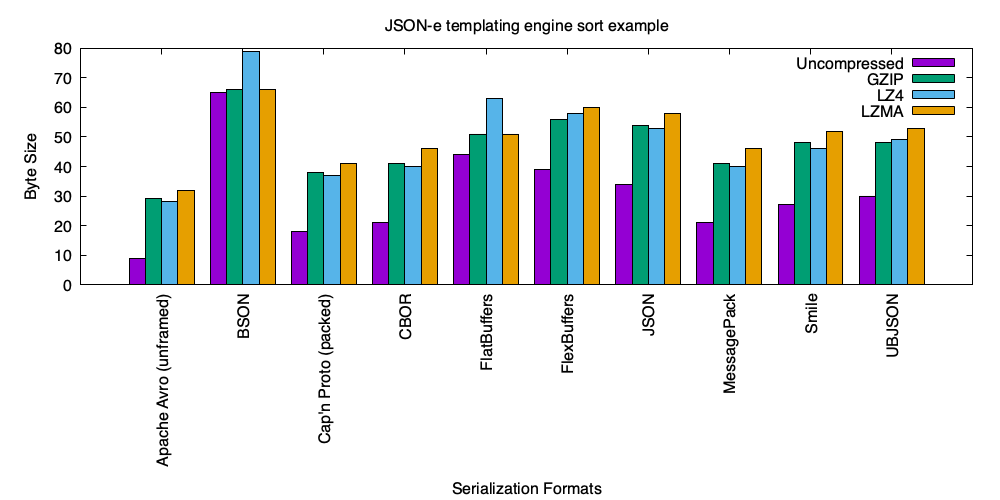 JSON-e templating engine sort example
Byte Size
80
70
60
50
40
30
20
10
0
Uncompressed
GZIP
LZ4
LZMA
Apache Avro (unframed)
BSON
Cap'n Proto (packed)
CBOR
FlatBuffers
FlexBuffers
JSON
MessagePack
Smile
UBJSON
Serialization Formats